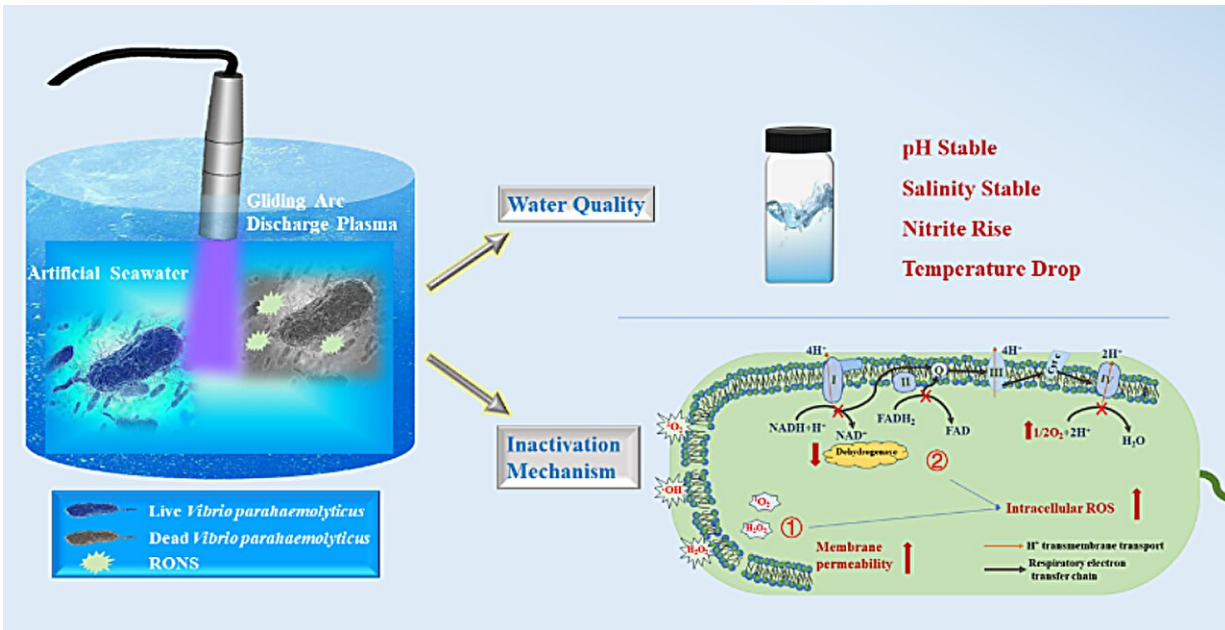 Gliding Arc
Discharge Plasma
Artificial Seawater
Live Vibrio parahaemolyticus
Dead Vibrio parahaemolyticus
RONS
Water Quality
Inactivation
Mechanism
pH Stable
Salinity Stable
Nitrite Rise
Temperature Drop
4H⁺
4H⁺
2H⁺
I
II
Q
III
Cyt c
IV
NADH+H⁺
NAD⁺
FADH₂
FAD
1/2O₂+2H⁺
H₂O
Dehydrogenase
¹O₂
·OH
H₂O₂
¹O₂
H₂O₂
①
②
Intracellular ROS
Membrane
permeability
H⁺ transmembrane transport
Respiratory electron
transfer chain